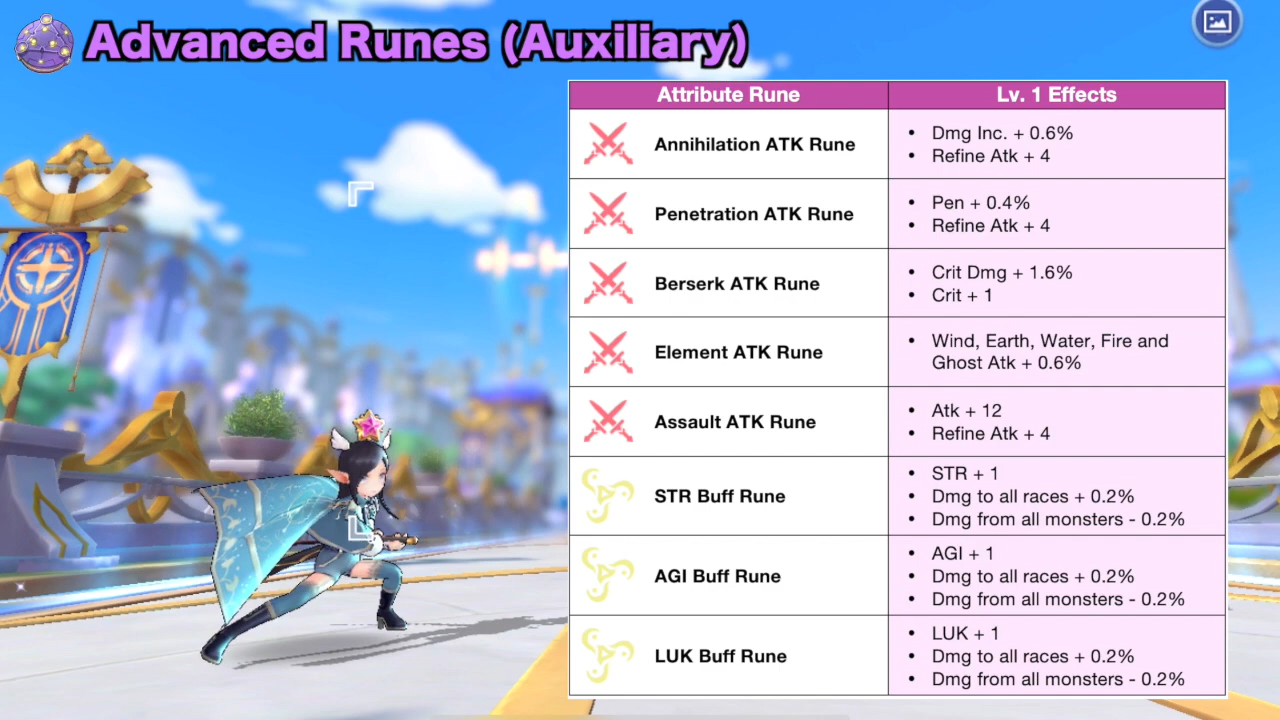 Advanced Runes (Auxiliary)
Attribute Rune
Lv. 1 Effects
Annihilation ATK Rune
• Dmg Inc. + 0.6%
• Refine Atk + 4
Penetration ATK Rune
• Pen + 0.4%
• Refine Atk + 4
Berserk ATK Rune
• Crit Dmg + 1.6%
• Crit + 1
Element ATK Rune
• Wind, Earth, Water, Fire and
Ghost Atk + 0.6%
Assault ATK Rune
• Atk + 12
• Refine Atk + 4
STR Buff Rune
• STR + 1
• Dmg to all races + 0.2%
• Dmg from all monsters - 0.2%
AGI Buff Rune
• AGI + 1
• Dmg to all races + 0.2%
• Dmg from all monsters - 0.2%
LUK Buff Rune
• LUK + 1
• Dmg to all races + 0.2%
• Dmg from all monsters - 0.2%